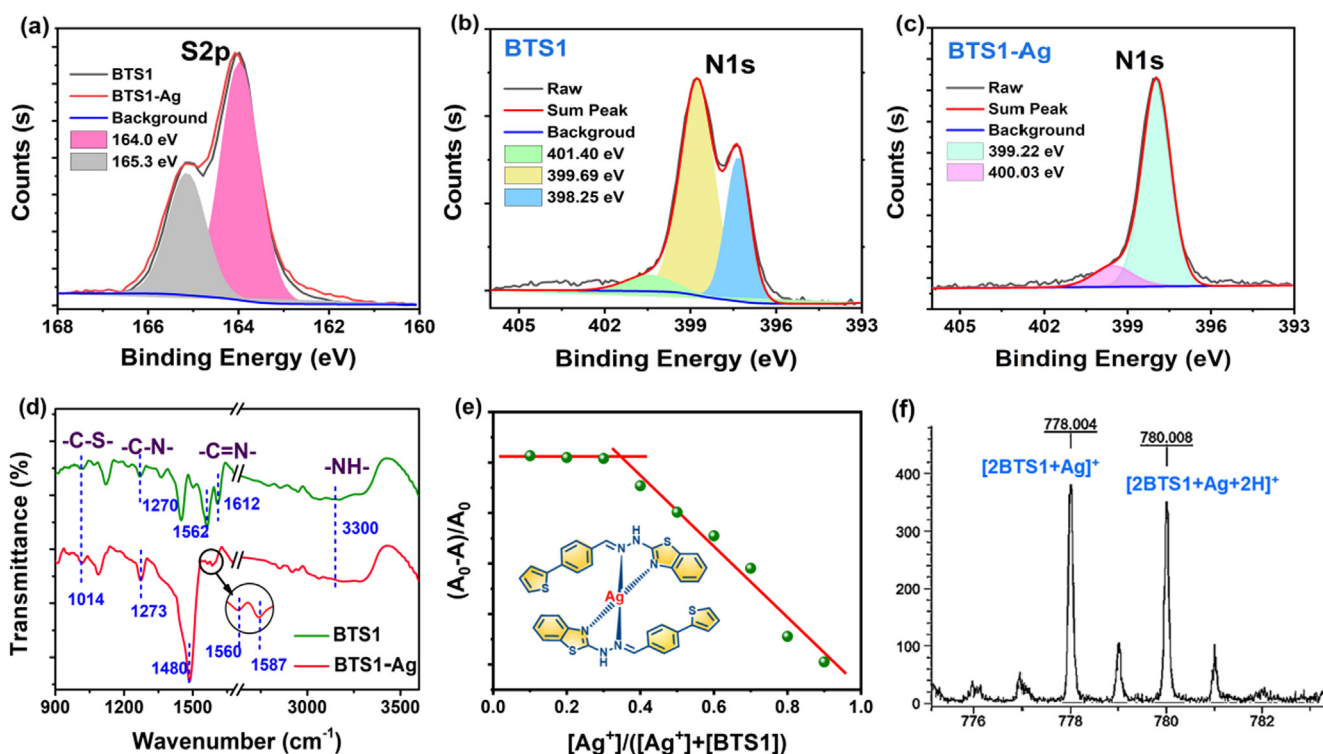 (a)
S2p
BTS1
BTS1-Ag
Background
164.0 eV
165.3 eV
Counts (s)
168 166 164 162 160
Binding Energy (eV)
(b)
BTS1
N1s
Raw
Sum Peak
Backgroud
401.40 eV
399.69 eV
398.25 eV
Counts (s)
405 402 399 396 393
Binding Energy (eV)
(c)
BTS1-Ag
N1s
Raw
Sum Peak
Background
399.22 eV
400.03 eV
Counts (s)
405 402 399 396 393
Binding Energy (eV)
(d)
-C-S-
-C-N-
-C=N-
-NH-
1270
1562
1612
3300
1014
1273
1480
1560
1587
BTS1
BTS1-Ag
Transmittance (%)
900 1200 1500 3000 3500
Wavenumber (cm⁻¹)
(e)
(A₀-A)/A₀
S
N
H
N
S
N
Ag
N
S
N
H
N
S
0.0 0.2 0.4 0.6 0.8 1.0
[Ag⁺]/([Ag⁺]+[BTS1])
(f)
778.004
780.008
[2BTS1+Ag]⁺
[2BTS1+Ag+2H]⁺
400
300
200
100
0
776 778 780 782